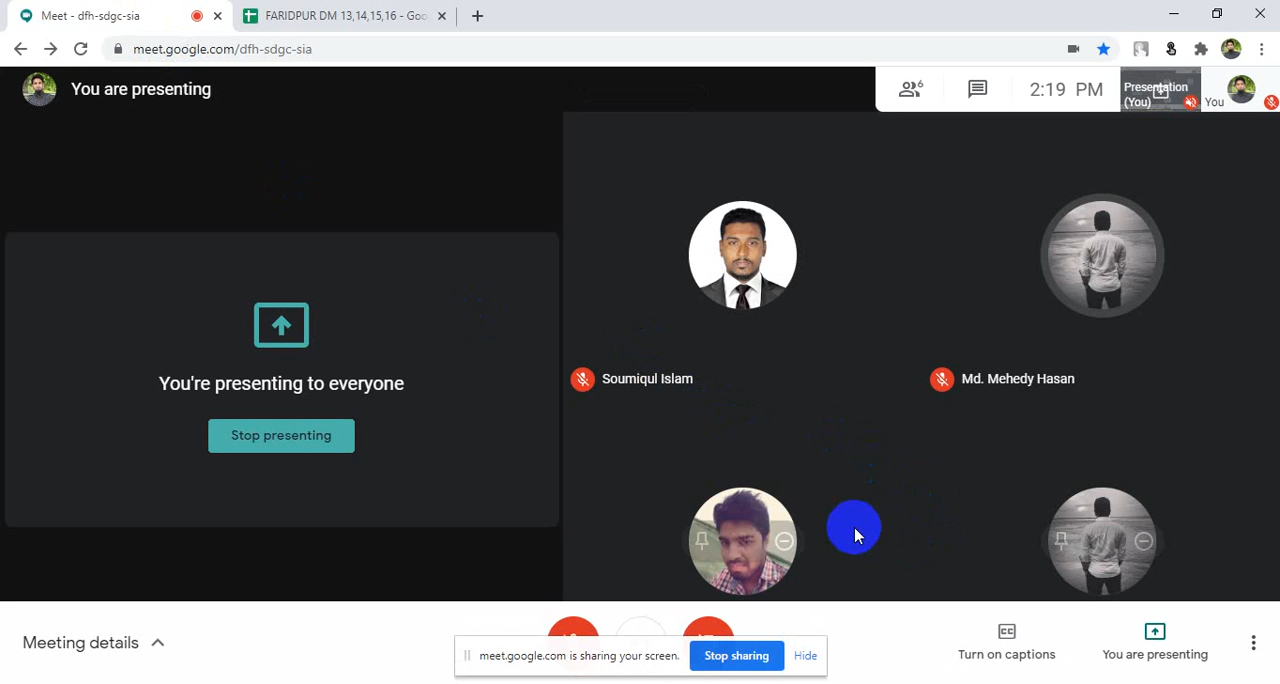 Meet - dfh-sdgc-sia
FARIDPUR DM 13,14,15,16 - Goo
meet.google.com/dfh-sdgc-sia
You are presenting
6
2:19 PM
Presentation
(You)
You
You're presenting to everyone
Stop presenting
Soumiqul Islam
Md. Mehedy Hasan
Meeting details
meet.google.com is sharing your screen.
Stop sharing
Hide
Turn on captions
You are presenting